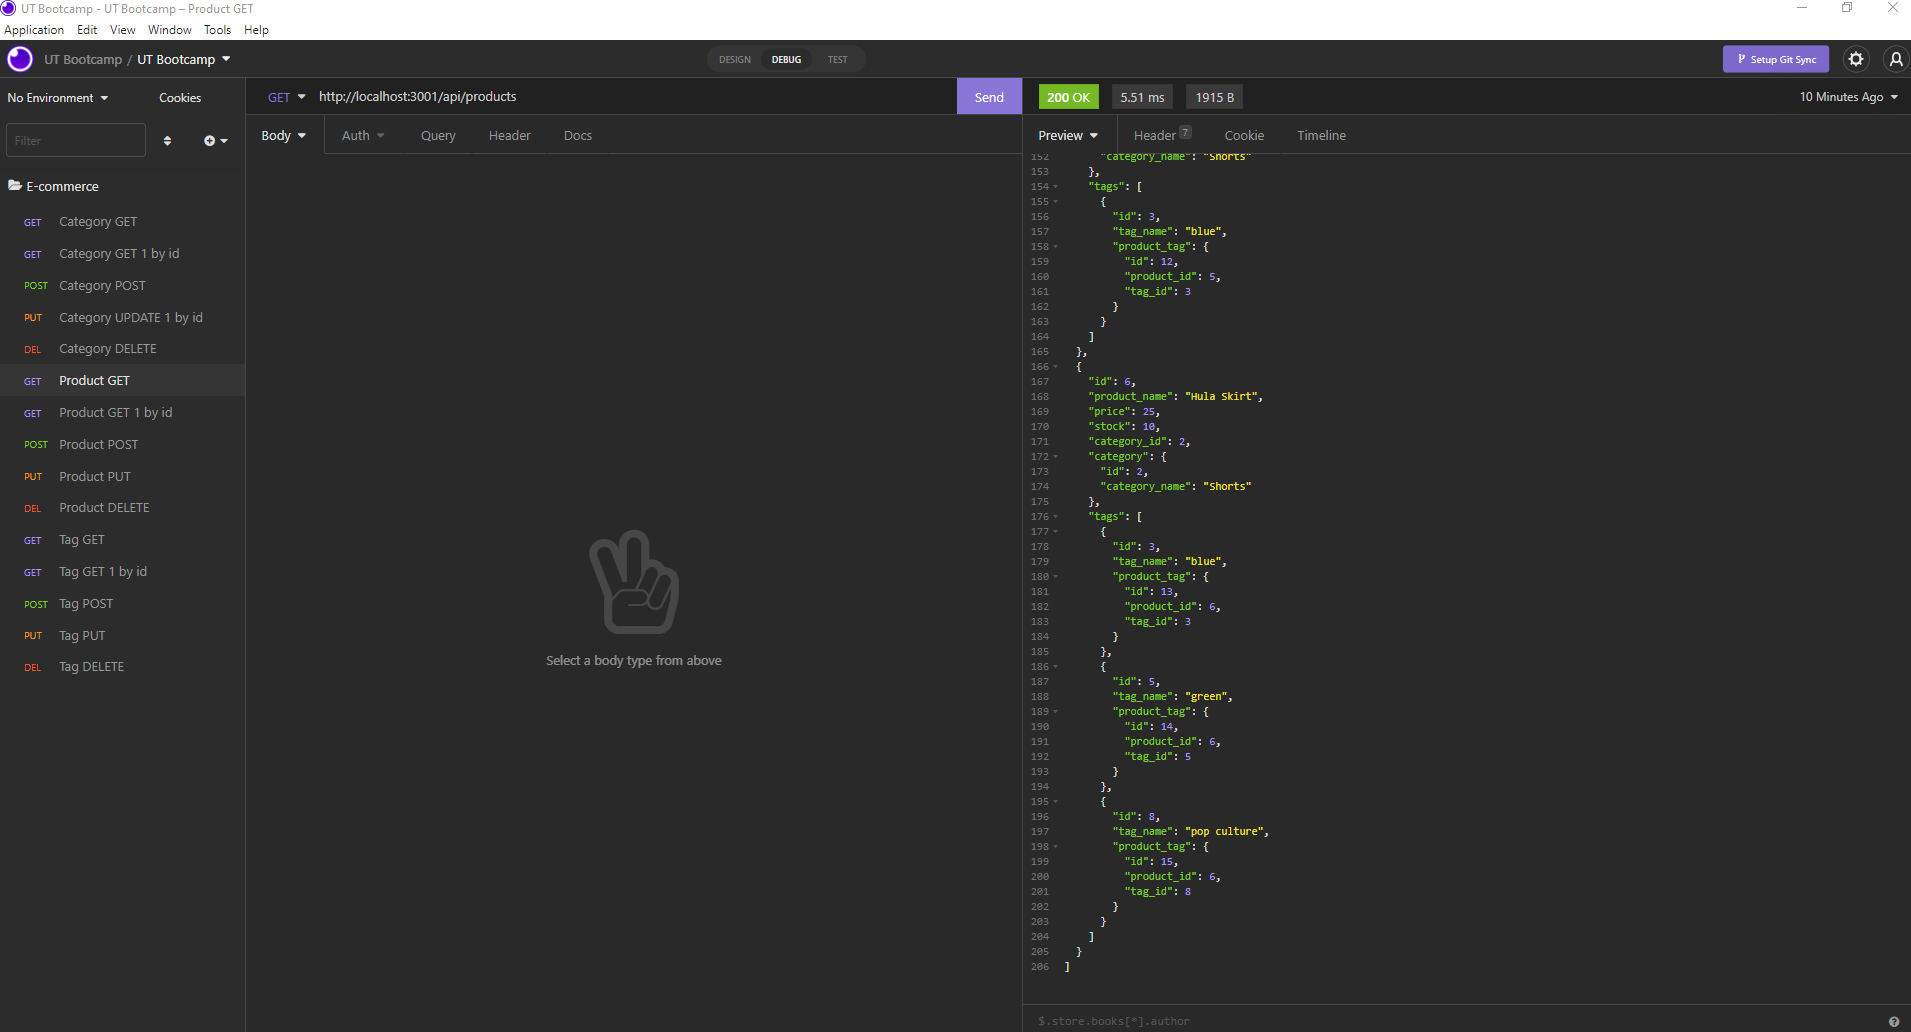 UT Bootcamp - UT Bootcamp – Product GET
Application Edit View Window Tools Help
UT Bootcamp / UT Bootcamp
DESIGN DEBUG TEST
Setup Git Sync
No Environment Cookies
Filter
E-commerce
GET Category GET
GET Category GET 1 by id
POST Category POST
PUT Category UPDATE 1 by id
DEL Category DELETE
GET Product GET
GET Product GET 1 by id
POST Product POST
PUT Product PUT
DEL Product DELETE
GET Tag GET
GET Tag GET 1 by id
POST Tag POST
PUT Tag PUT
DEL Tag DELETE
GET http://localhost:3001/api/products Send
Body Auth Query Header Docs
Select a body type from above
200 OK 5.51 ms 1915 B 10 Minutes Ago
Preview Header 7 Cookie Timeline
152 "category_name": "Shorts"
153 },
154 "tags": [
155 {
156 "id": 3,
157 "tag_name": "blue",
158 "product_tag": {
159 "id": 12,
160 "product_id": 5,
161 "tag_id": 3
162 }
163 }
164 ]
165 },
166 {
167 "id": 6,
168 "product_name": "Hula Skirt",
169 "price": 25,
170 "stock": 10,
171 "category_id": 2,
172 "category": {
173 "id": 2,
174 "category_name": "Shorts"
175 },
176 "tags": [
177 {
178 "id": 3,
179 "tag_name": "blue",
180 "product_tag": {
181 "id": 13,
182 "product_id": 6,
183 "tag_id": 3
184 }
185 },
186 {
187 "id": 5,
188 "tag_name": "green",
189 "product_tag": {
190 "id": 14,
191 "product_id": 6,
192 "tag_id": 5
193 }
194 },
195 {
196 "id": 8,
197 "tag_name": "pop culture",
198 "product_tag": {
199 "id": 15,
200 "product_id": 6,
201 "tag_id": 8
202 }
203 }
204 ]
205 }
206 ]
$.store.books[*].author